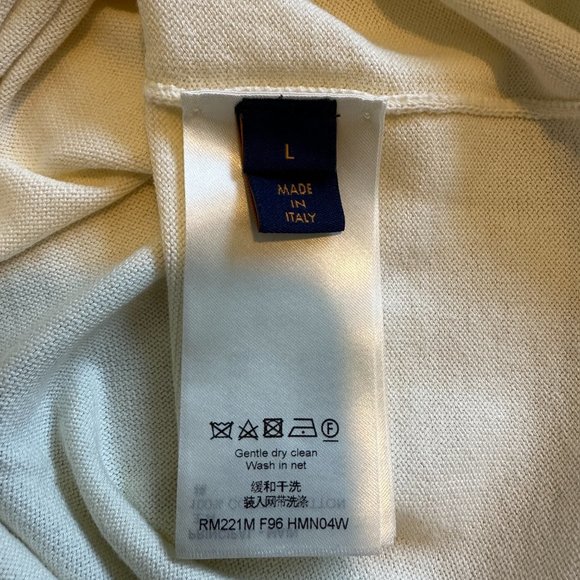 L
MADE
IN
ITALY
F
Gentle dry clean
Wash in net
缓和干洗
装入网带洗涤
RM221M F96 HMN04W